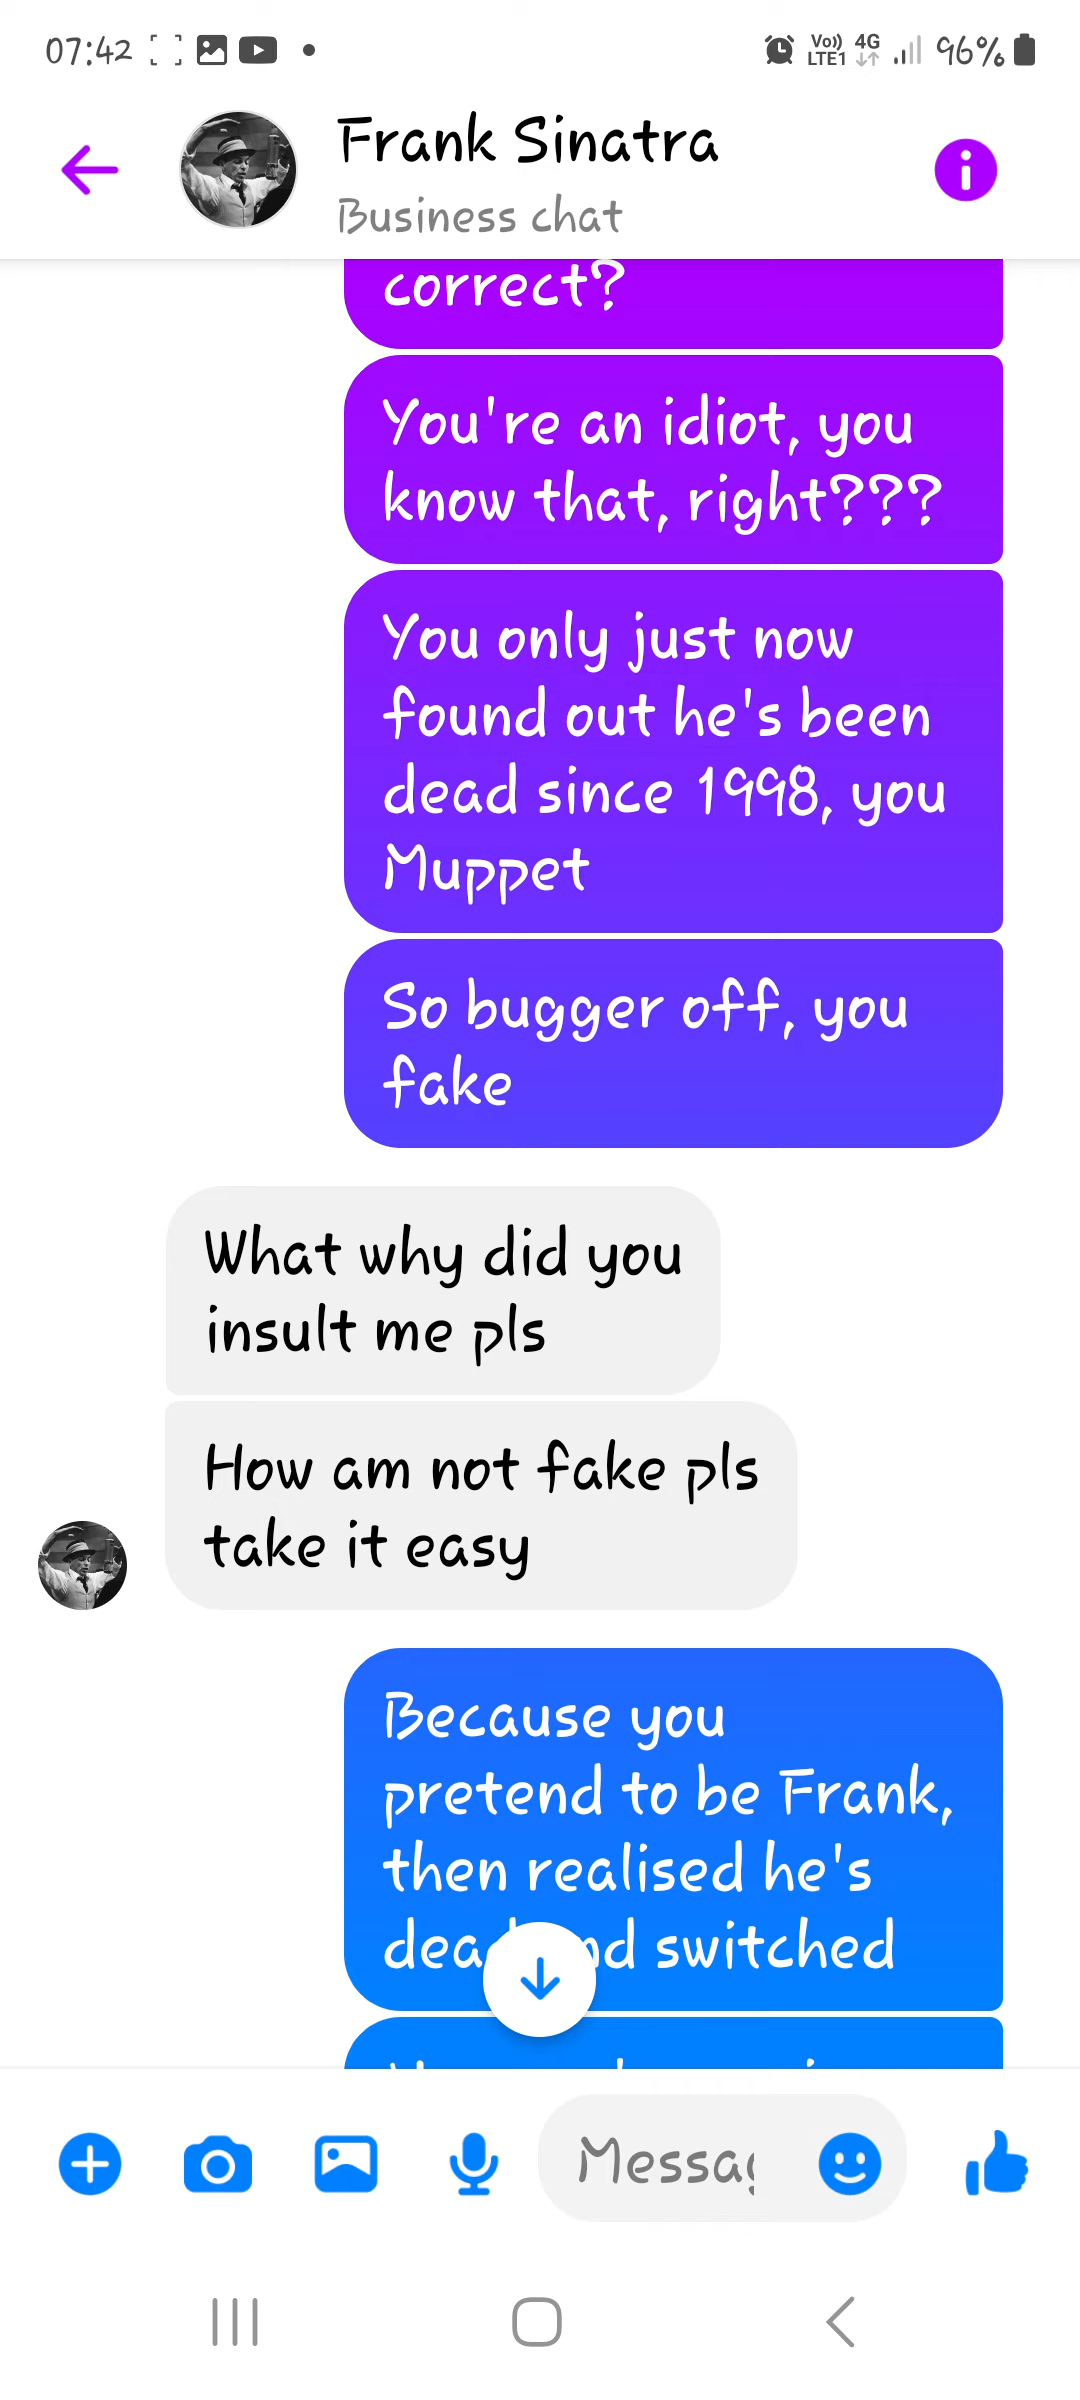 07:42
Vo)) 4G
LTE1
96%
Frank Sinatra
Business chat
correct?
You're an idiot, you
know that, right???
You only just now
found out he's been
dead since 1998, you
Muppet
So bugger off, you
fake
What why did you
insult me pls
How am not fake pls
take it easy
Because you
pretend to be Frank,
then realised he's
switched